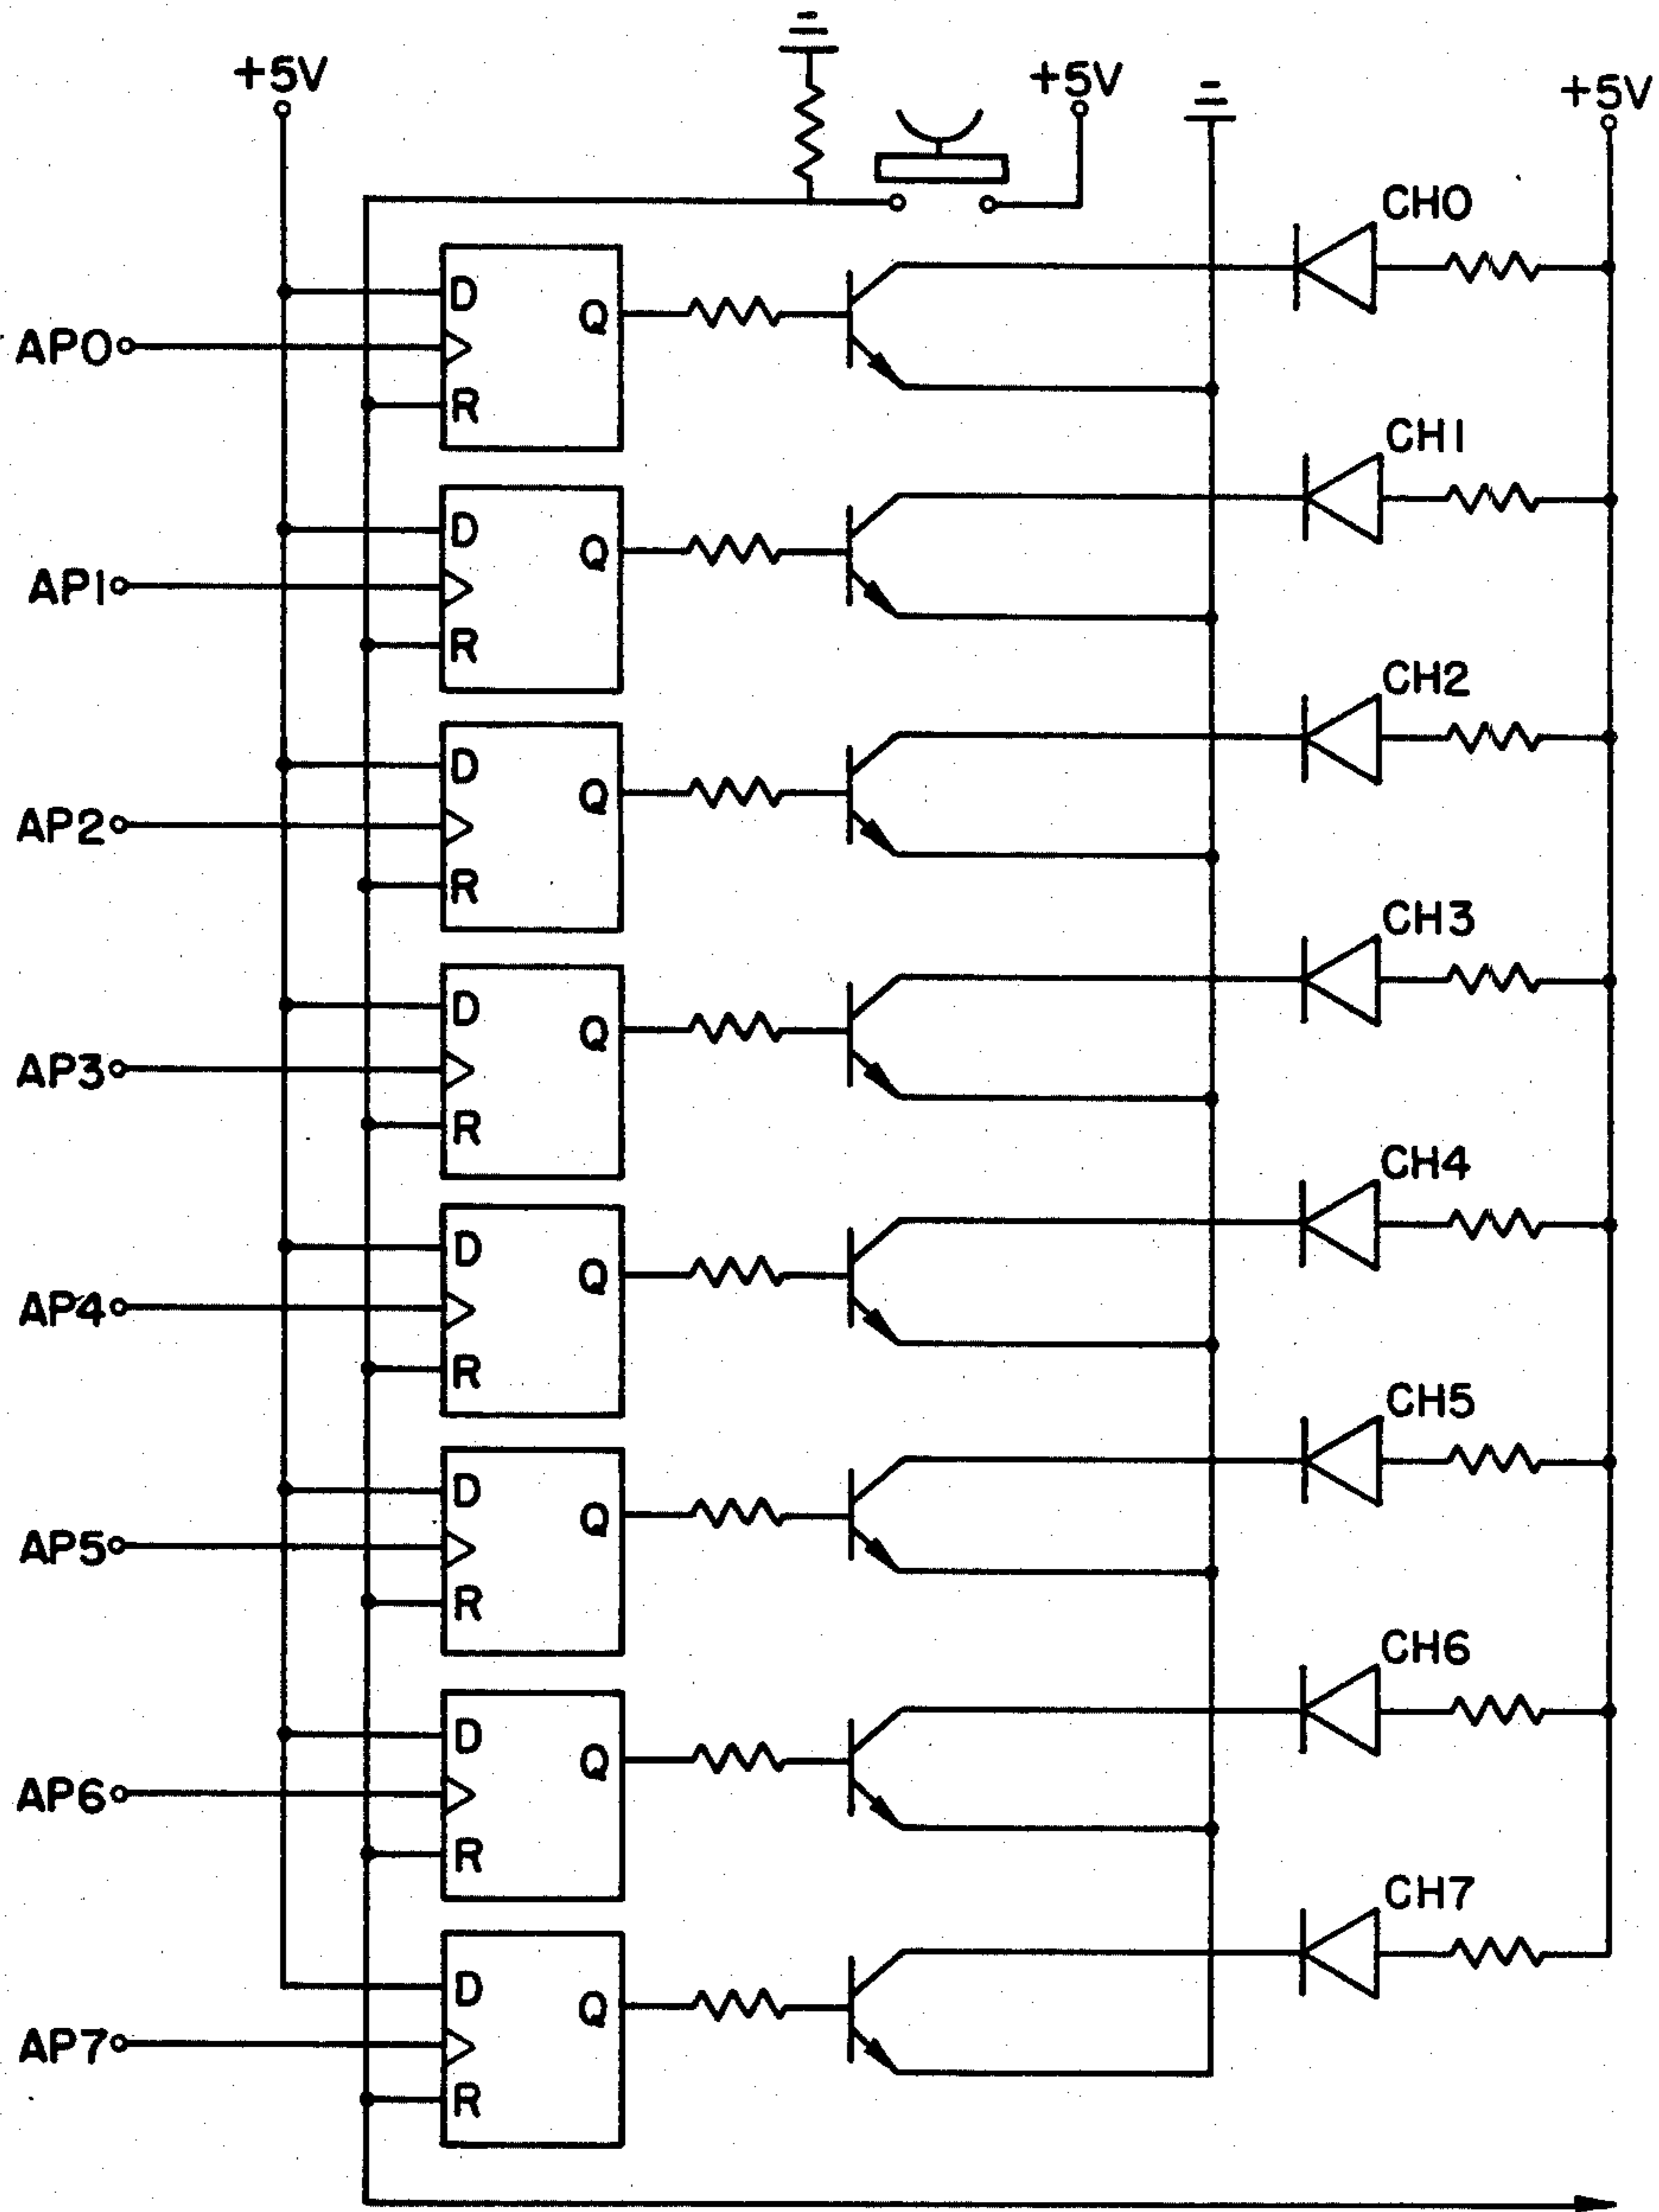 +5V
+5V
+5V
CH0
D
Q
AP0
R
CH1
D
Q
AP1
R
CH2
D
Q
AP2
R
CH3
D
Q
AP3
R
CH4
D
Q
AP4
R
CH5
D
Q
AP5
R
CH6
D
Q
AP6
R
CH7
D
Q
AP7
R